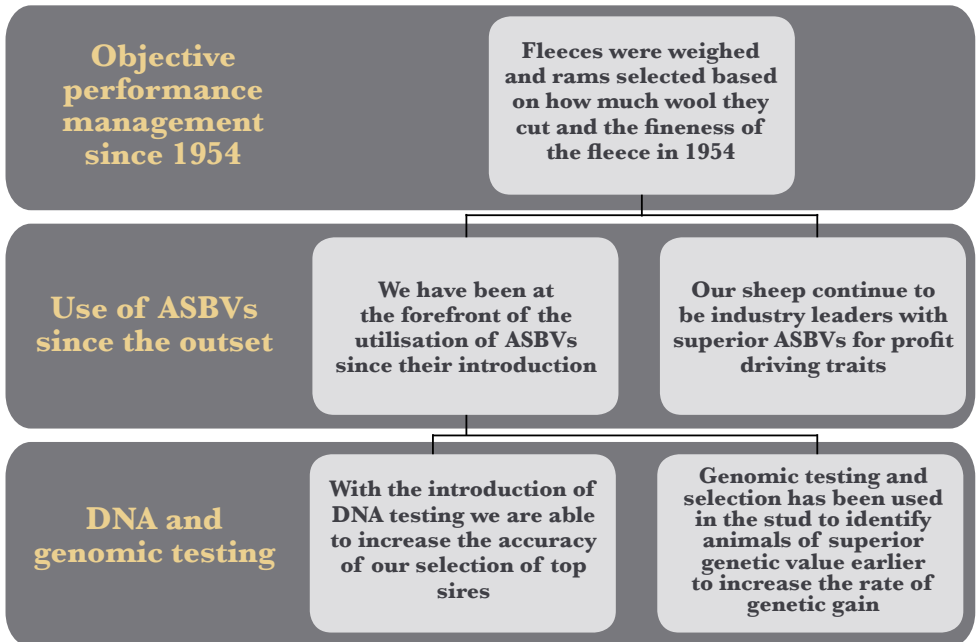 Objective
performance
management
since 1954
Fleeces were weighed
and rams selected based
on how much wool they
cut and the fineness of
the fleece in 1954
Use of ASBVs
since the outset
We have been at
the forefront of the
utilisation of ASBVs
since their introduction
Our sheep continue to
be industry leaders with
superior ASBVs for profit
driving traits
DNA and
genomic testing
With the introduction of
DNA testing we are able
to increase the accuracy
of our selection of top
sires
Genomic testing and
selection has been used
in the stud to identify
animals of superior
genetic value earlier
to increase the rate of
genetic gain